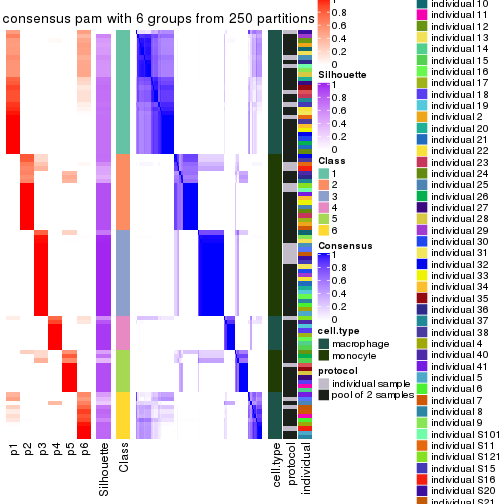 consensus pam with 6 groups from 250 partitions
p1
p2
p3
p4
p5
p6
Silhouette
Class
cell.type
protocol
individual
0.8
0.6
0.4
0.2
0
Silhouette
1
0.8
0.6
0.4
0.2
0
Class
1
2
3
4
5
6
Consensus
1
0.8
0.6
0.4
0.2
0
cell.type
macrophage
monocyte
protocol
individual sample
pool of 2 samples
individual 10
individual 11
individual 12
individual 13
individual 14
individual 15
individual 16
individual 17
individual 18
individual 19
individual 2
individual 20
individual 21
individual 22
individual 23
individual 24
individual 25
individual 26
individual 27
individual 28
individual 29
individual 30
individual 31
individual 32
individual 33
individual 34
individual 35
individual 36
individual 37
individual 38
individual 4
individual 40
individual 41
individual 5
individual 6
individual 7
individual 8
individual 9
individual S101
individual S11
individual S121
individual S15
individual S16
individual S20
individual S21